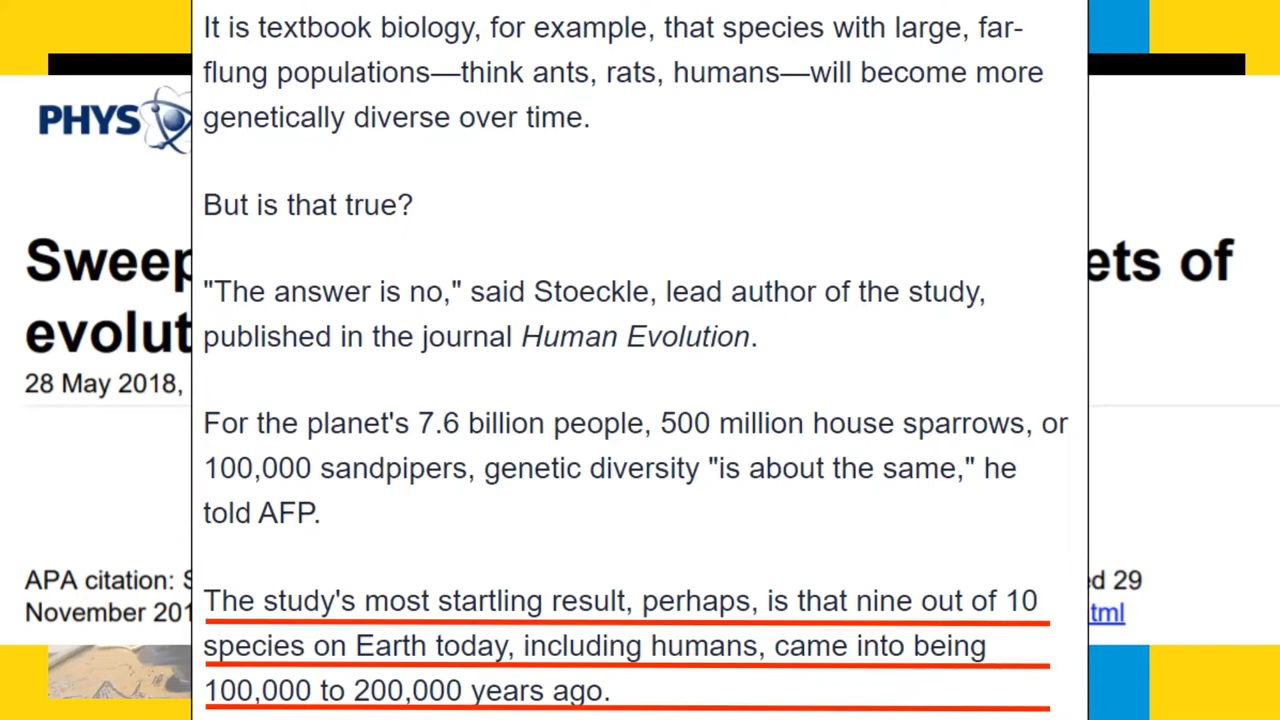 It is textbook biology, for example, that species with large, far-
flung populations—think ants, rats, humans—will become more
genetically diverse over time.
But is that true?
"The answer is no," said Stoeckle, lead author of the study,
published in the journal Human Evolution.
For the planet's 7.6 billion people, 500 million house sparrows, or
100,000 sandpipers, genetic diversity "is about the same," he
told AFP.
The study's most startling result, perhaps, is that nine out of 10
species on Earth today, including humans, came into being
100,000 to 200,000 years ago.
PHYS
Sweep ets of
evolut
28 May 2018,
APA citation: S ed 29
November 201 tml